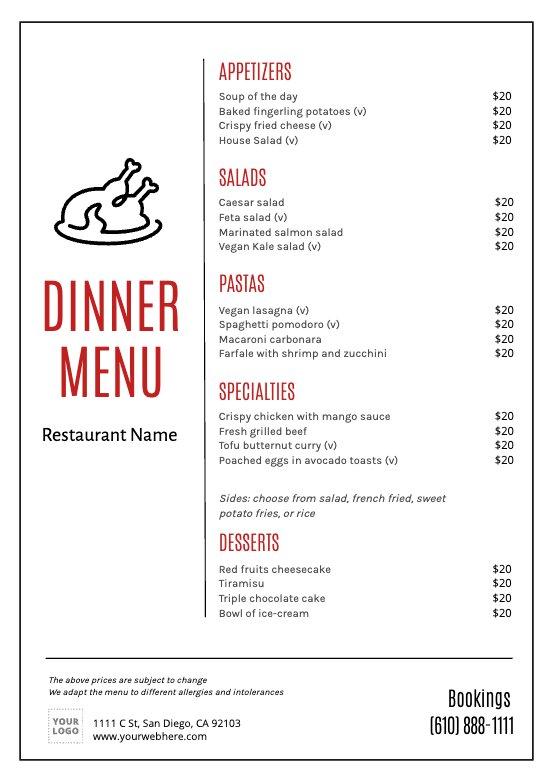 DINNER
MENU
Restaurant Name
APPETIZERS
Soup of the day $20
Baked fingerling potatoes (v) $20
Crispy fried cheese (v) $20
House Salad (v) $20
SALADS
Caesar salad $20
Feta salad (v) $20
Marinated salmon salad $20
Vegan Kale salad (v) $20
PASTAS
Vegan lasagna (v) $20
Spaghetti pomodoro (v) $20
Macaroni carbonara $20
Farfale with shrimp and zucchini $20
SPECIALTIES
Crispy chicken with mango sauce $20
Fresh grilled beef $20
Tofu butternut curry (v) $20
Poached eggs in avocado toasts (v) $20
Sides: choose from salad, french fried, sweet
potato fries, or rice
DESSERTS
Red fruits cheesecake $20
Tiramisu $20
Triple chocolate cake $20
Bowl of ice-cream $20
The above prices are subject to change
We adapt the menu to different allergies and intolerances
YOUR
LOGO
1111 C St, San Diego, CA 92103
www.yourwebhere.com
Bookings
(610) 888-1111